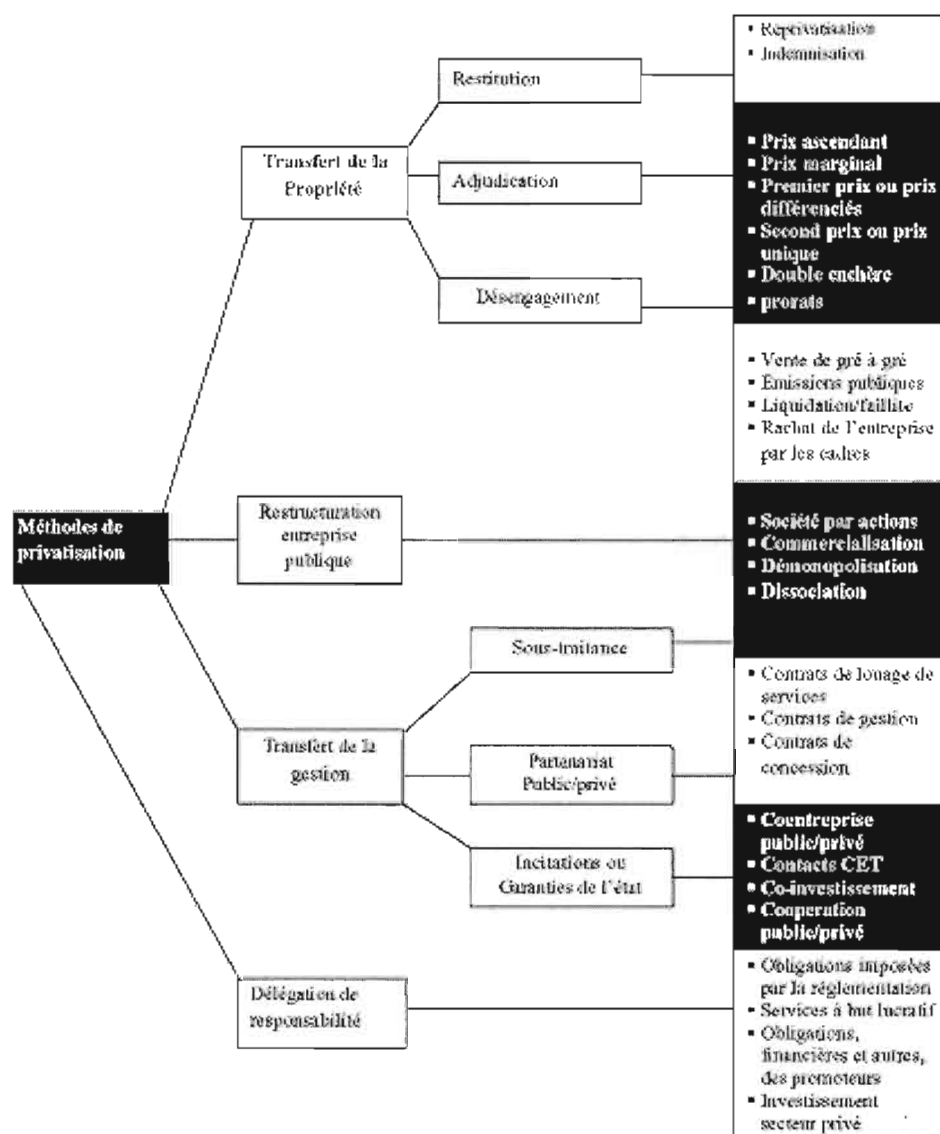 Méthodes de
privatisation
Transfert de la
Propriété
Restitution
Adjudication
Désengagement
Restructuration
entreprise
publique
Transfert de la
gestion
Sous-traitance
Partenariat
Public/privé
Incitations ou
Garanties de l'état
Délégation de
responsabilité
• Reprivatisation
• Indemnisation
▪ Prix ascendant
▪ Prix marginal
▪ Premier prix ou prix
différenciés
▪ Second prix ou prix
unique
▪ Double enchère
▪ prorats
▪ Vente de gré à gré
▪ Emissions publiques
▪ Liquidation/faillite
▪ Rachat de l'entreprise
par les cadres
▪ Société par actions
▪ Commercialisation
▪ Démonopolisation
▪ Dissociation
▪ Contrats de louage de
services
▪ Contrats de gestion
▪ Contrats de
concession
▪ Coentreprise
public/privé
▪ Contacts CET
▪ Co-investissement
▪ Cooperation
public/privé
▪ Obligations imposées
par la réglementation
▪ Services à but lucratif
▪ Obligations,
financières et autres,
des promoteurs
▪ Investissement
secteur privé